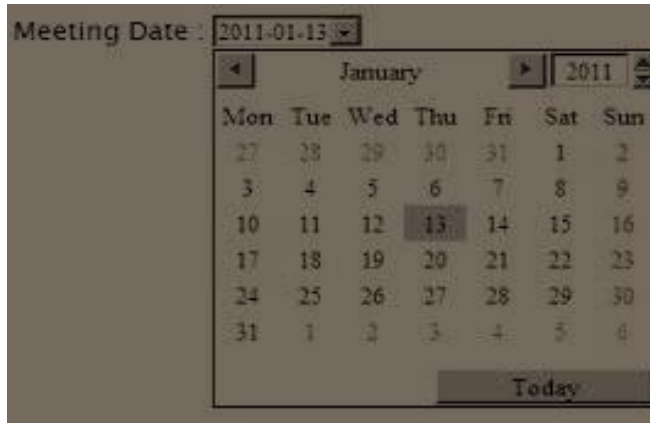 Meeting Date : 2011-01-13
January 2011
Mon Tue Wed Thu Fri Sat Sun
27 28 29 30 31 1 2
3 4 5 6 7 8 9
10 11 12 13 14 15 16
17 18 19 20 21 22 23
24 25 26 27 28 29 30
31 1 2 3 4 5 6
Today